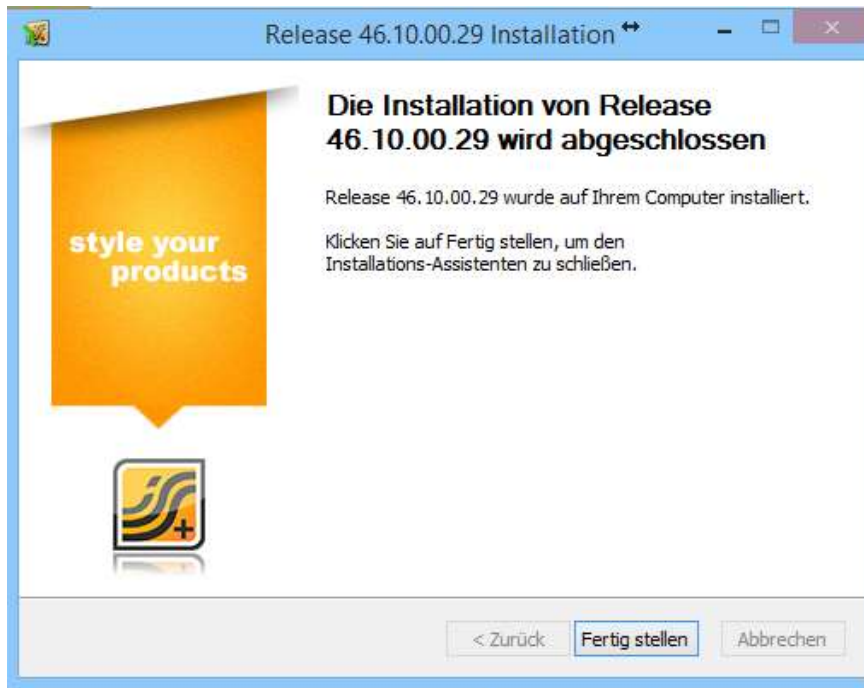 Release 46.10.00.29 Installation
Die Installation von Release
46.10.00.29 wird abgeschlossen
Release 46.10.00.29 wurde auf Ihrem Computer installiert.
Klicken Sie auf Fertig stellen, um den
Installations-Assistenten zu schließen.
style your
products
< Zurück Fertig stellen Abbrechen